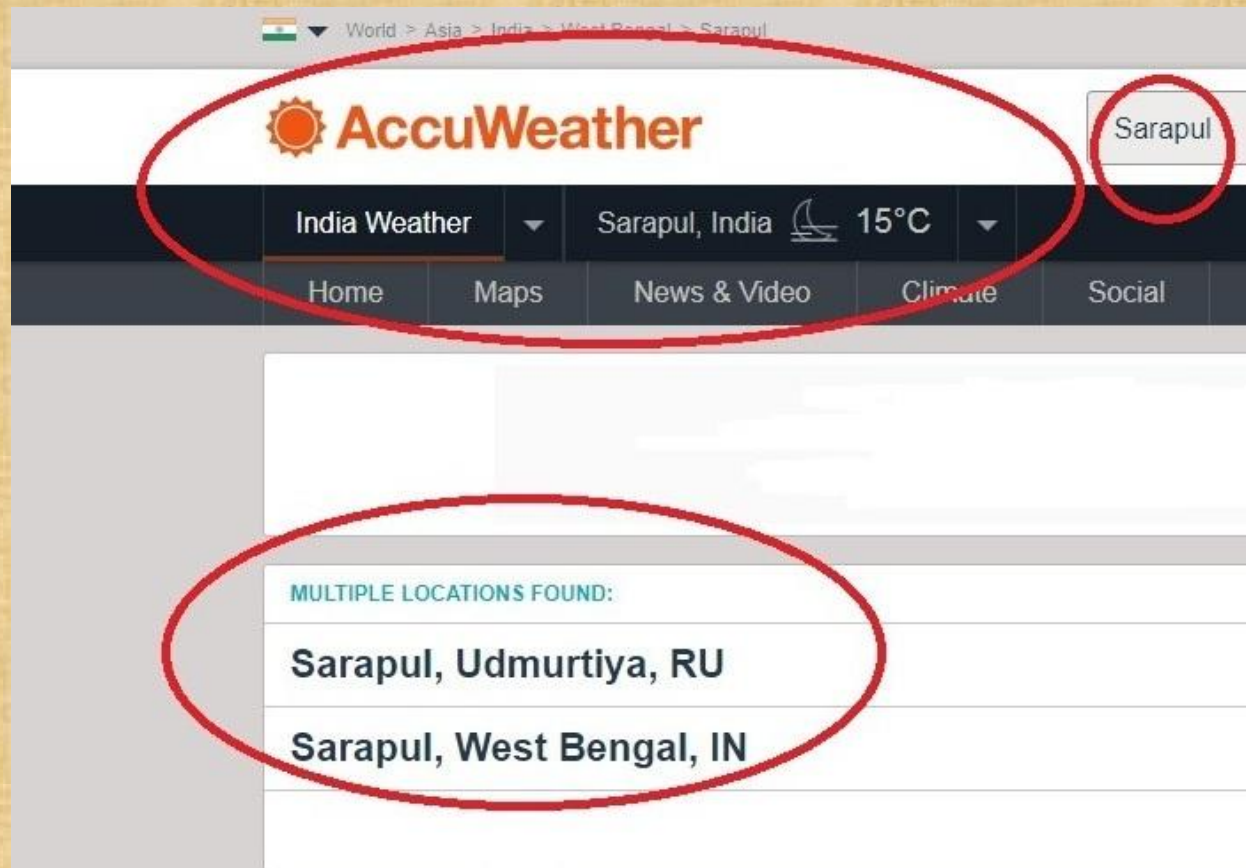 World > Asia > India > West Bengal > Sarapul
AccuWeather
Sarapul
India Weather
Sarapul, India 15°C
Home Maps News & Video Climate Social
MULTIPLE LOCATIONS FOUND:
Sarapul, Udmurtiya, RU
Sarapul, West Bengal, IN